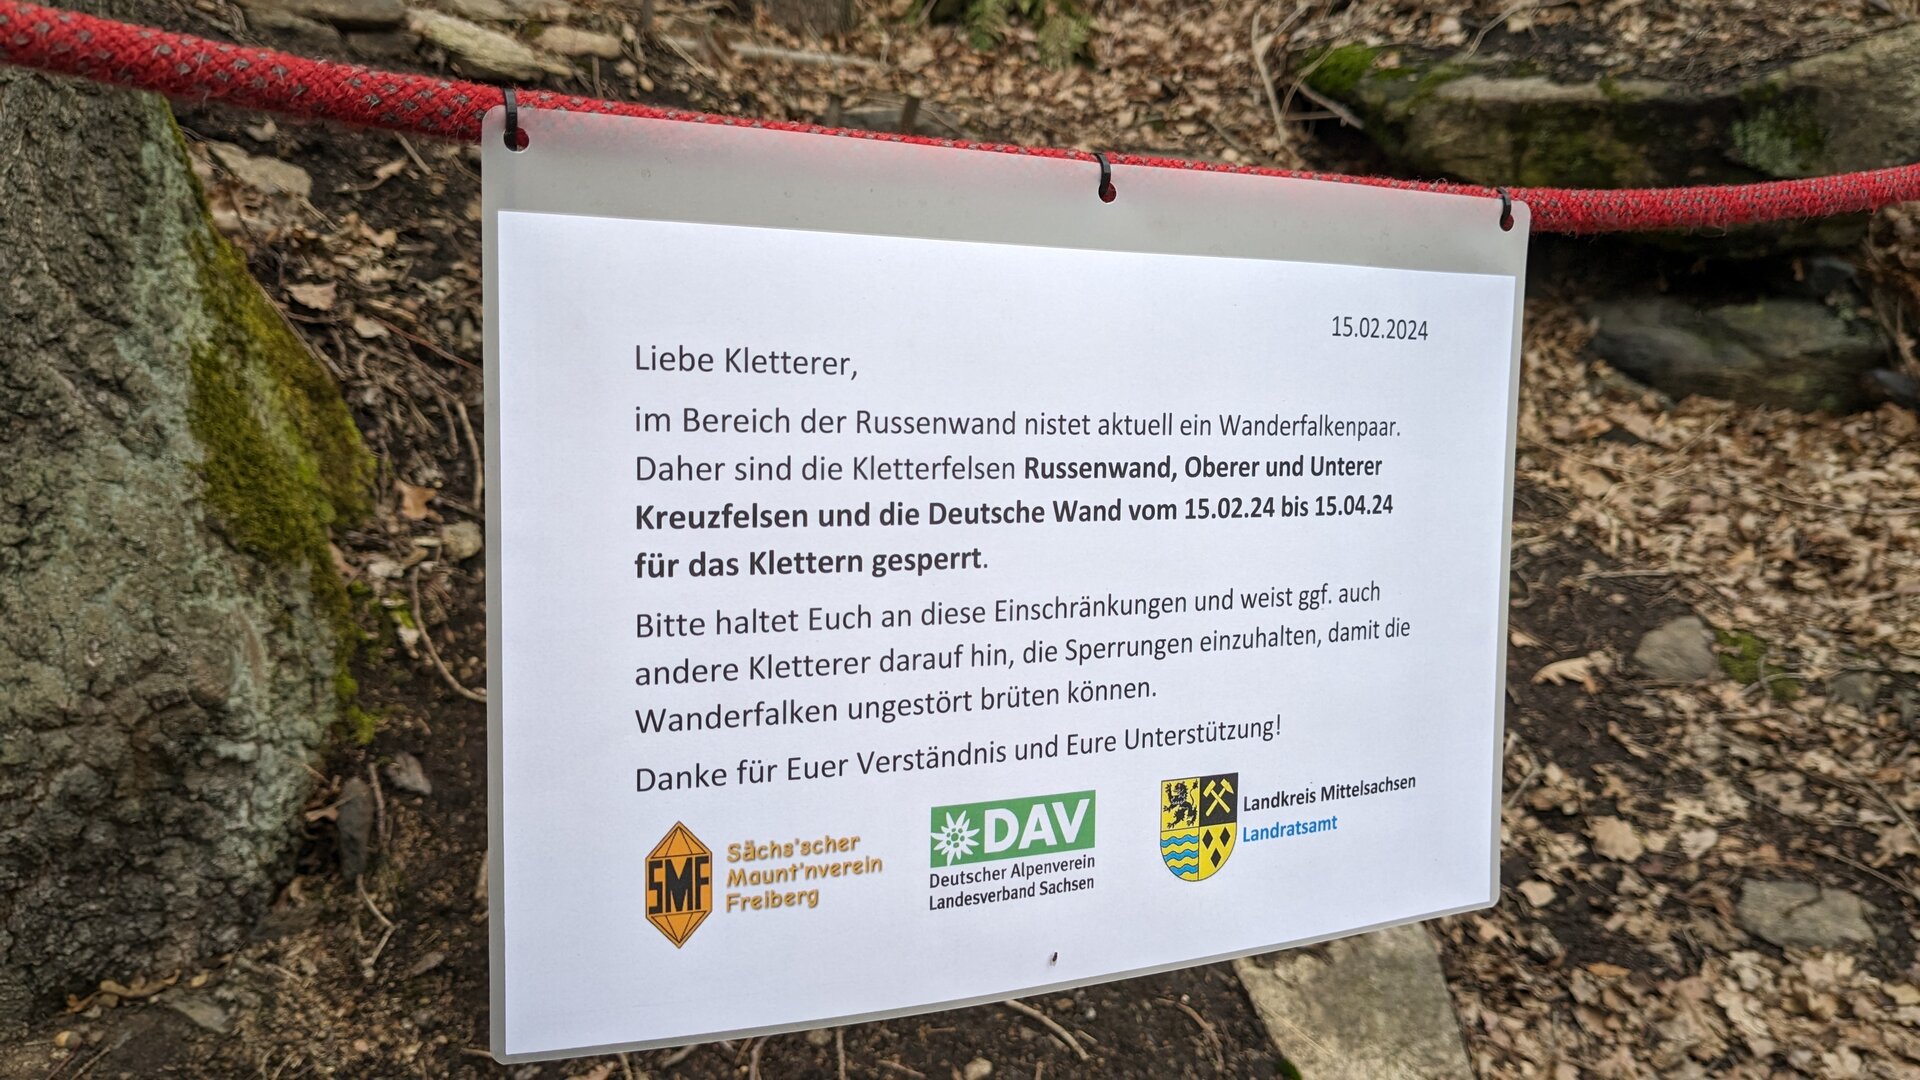 15.02.2024
Liebe Kletterer,
im Bereich der Russenwand nistet aktuell ein Wanderfalkenpaar.
Daher sind die Kletterfelsen Russenwand, Oberer und Unterer
Kreuzfelsen und die Deutsche Wand vom 15.02.24 bis 15.04.24
für das Klettern gesperrt.
Bitte haltet Euch an diese Einschränkungen und weist ggf. auch
andere Kletterer darauf hin, die Sperrungen einzuhalten, damit die
Wanderfalken ungestört brüten können.
Danke für Euer Verständnis und Eure Unterstützung!
SMF
Sächs'scher
Maunt'nverein
Freiberg
DAV
Deutscher Alpenverein
Landesverband Sachsen
Landkreis Mittelsachsen
Landratsamt